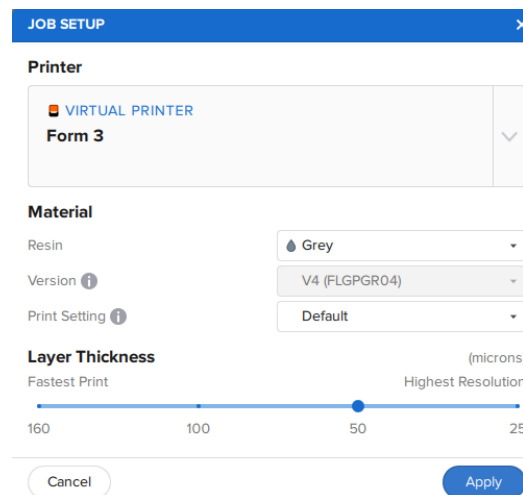 JOB SETUP
Printer
VIRTUAL PRINTER
Form 3
Material
Resin
Grey
Version
V4 (FLGPGR04)
Print Setting
Default
Layer Thickness (microns
Fastest Print Highest Resolution
160 100 50 25
Cancel Apply